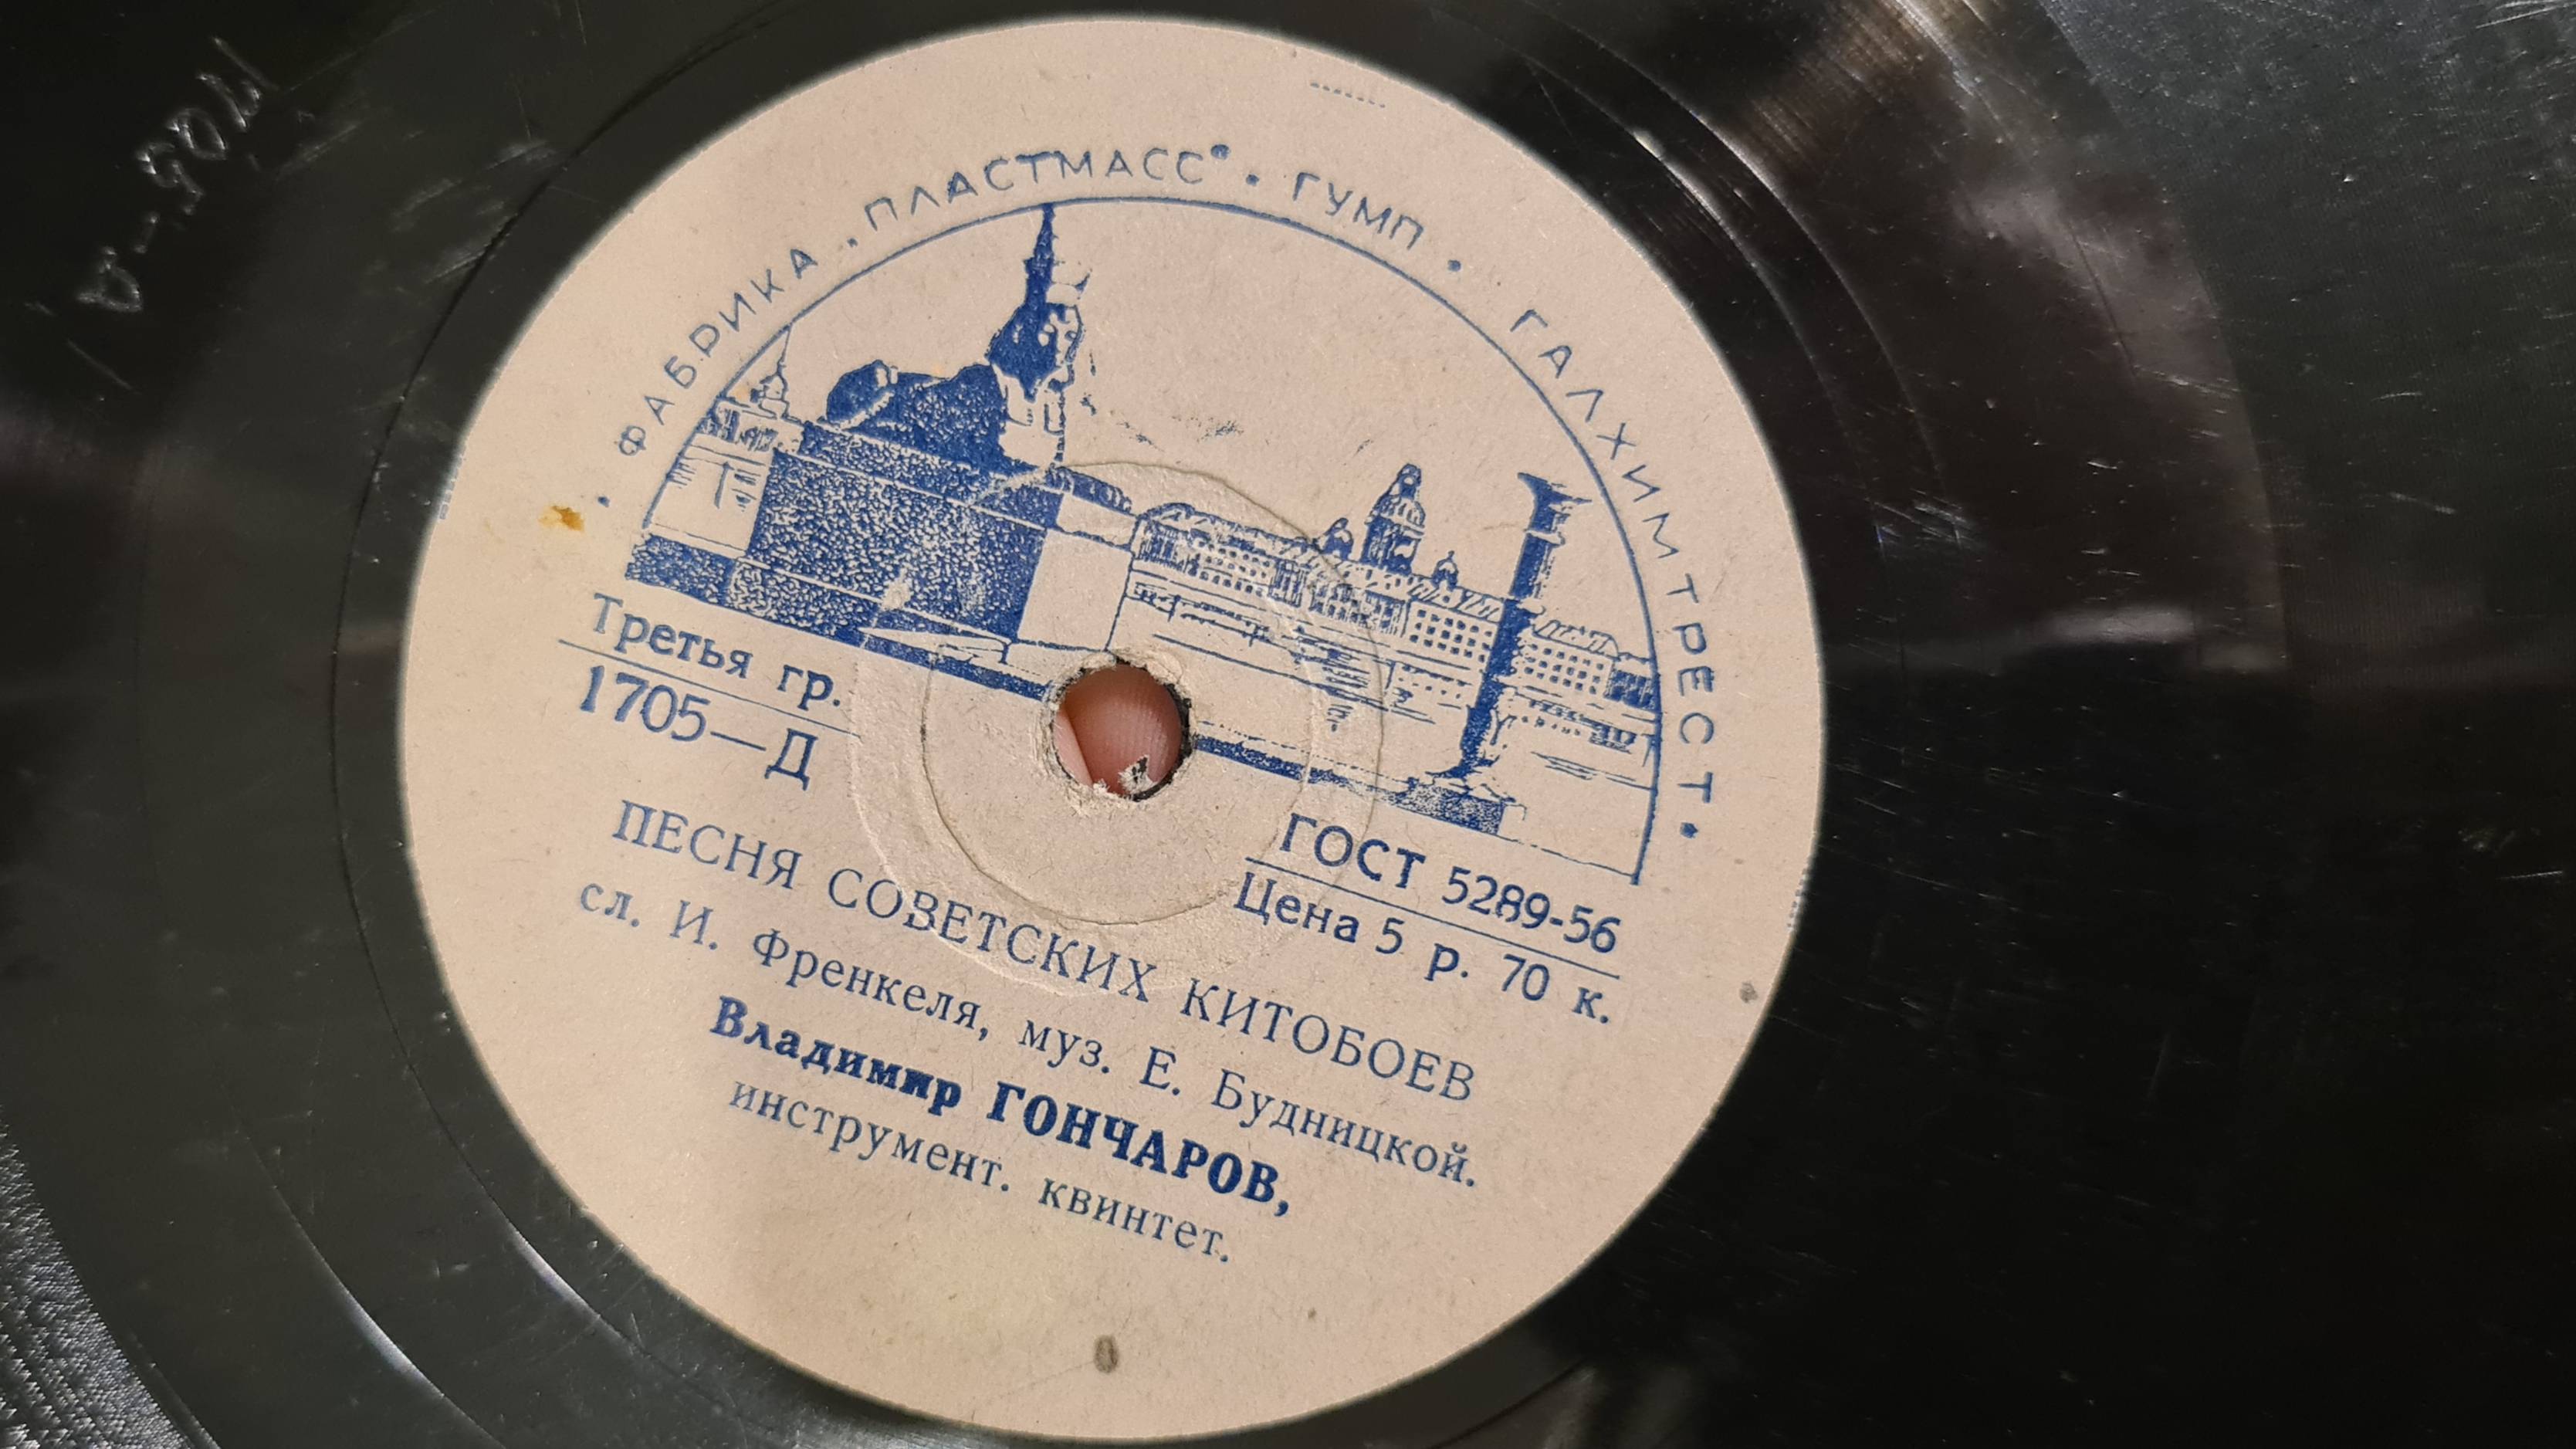 • ФАБРИКА „ПЛАСТМАСС" • ГУМП • ГАЛХИМТРЕСТ •
Третья гр.
1705—Д
ГОСТ 5289-56
Цена 5 р. 70 к.
ПЕСНЯ СОВЕТСКИХ КИТОБОЕВ
сл. И. Френкеля, муз. Е. Будницкой.
Владимир ГОНЧАРОВ,
инструмент. квинтет.
1705-Д